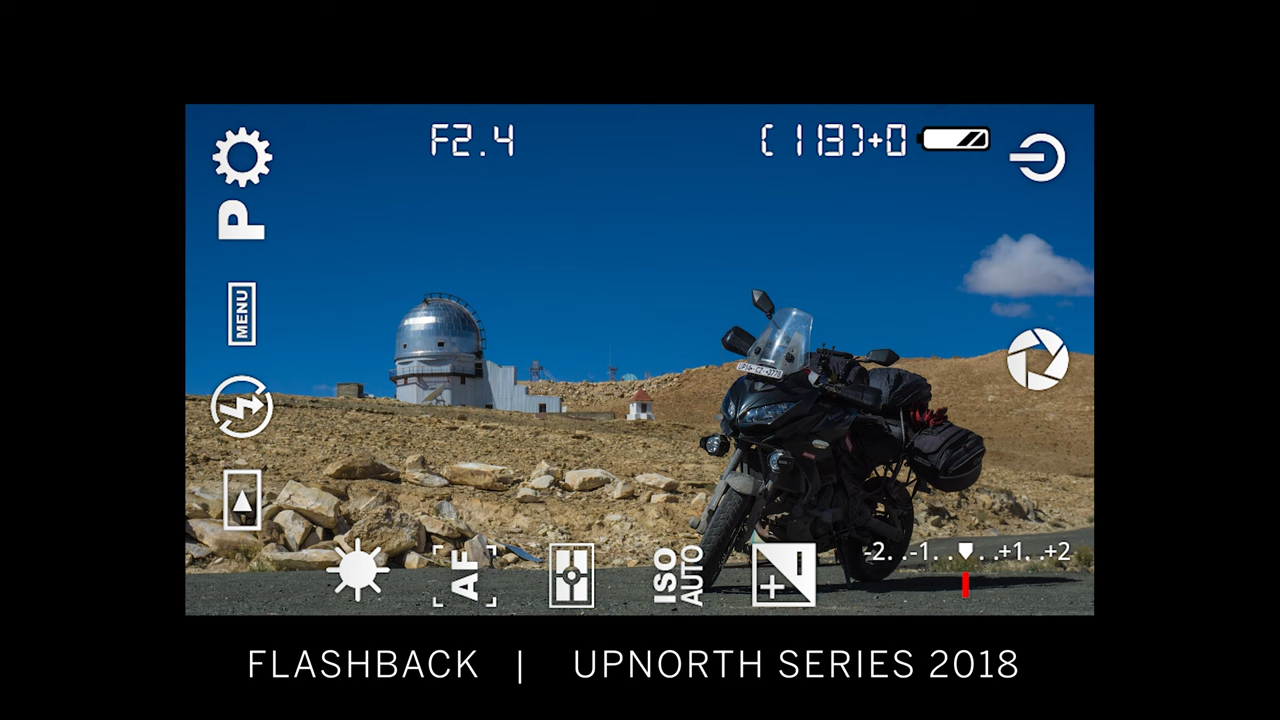 F2.4
(113)+0
P
MENU
AF
ISO
AUTO
-2. .-1. . . .+1. .+2
FLASHBACK | UPNORTH SERIES 2018